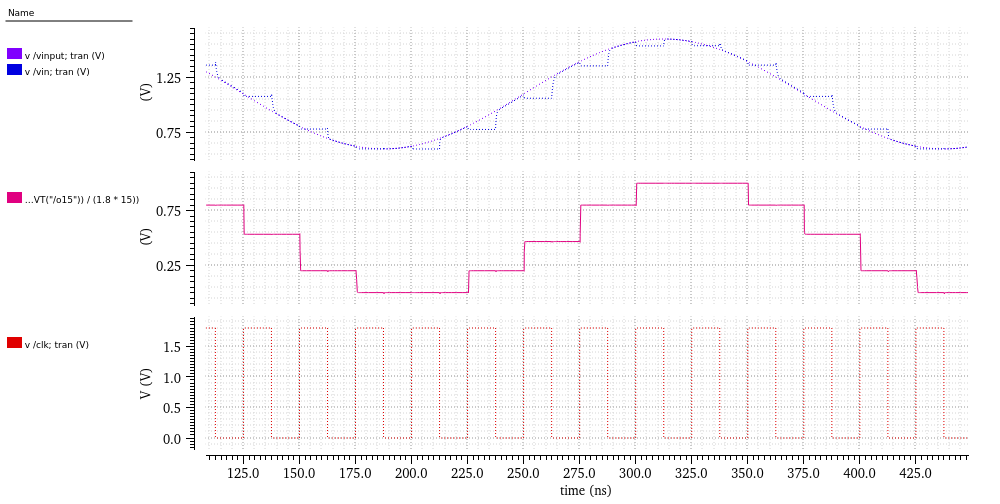 Name
v /vinput; tran (V)
v /vin; tran (V)
1.25
0.75
(V)
...VT("/o15")) / (1.8 * 15))
0.75
0.25
(V)
v /clk; tran (V)
1.5
1.0
0.5
0.0
V (V)
125.0 150.0 175.0 200.0 225.0 250.0 275.0 300.0 325.0 350.0 375.0 400.0 425.0
time (ns)